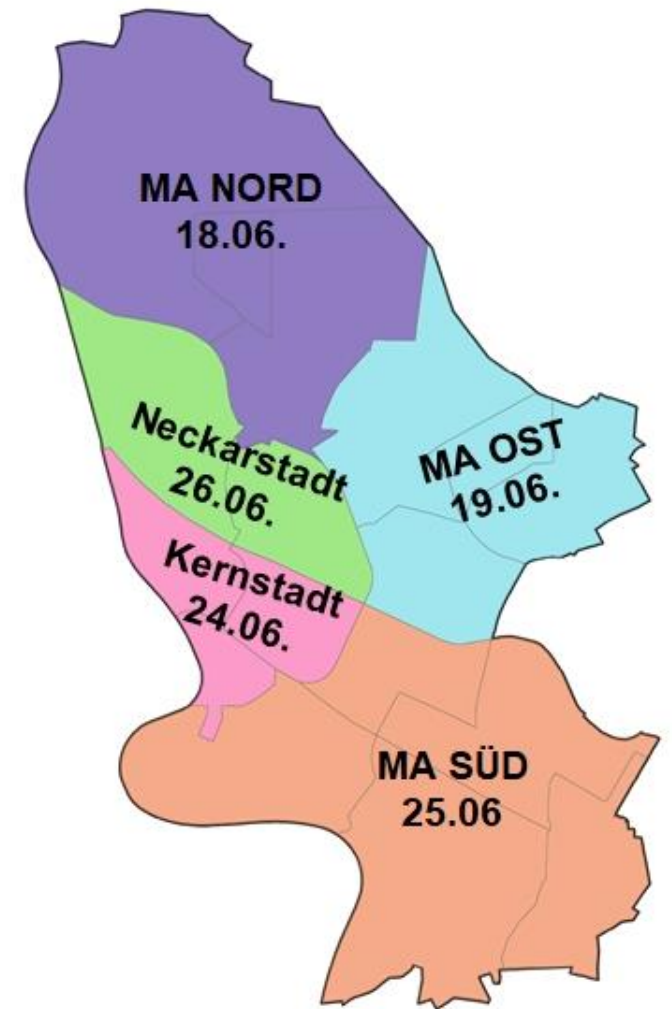 MA NORD
18.06.
Neckarstadt
26.06.
MA OST
19.06.
Kernstadt
24.06.
MA SÜD
25.06